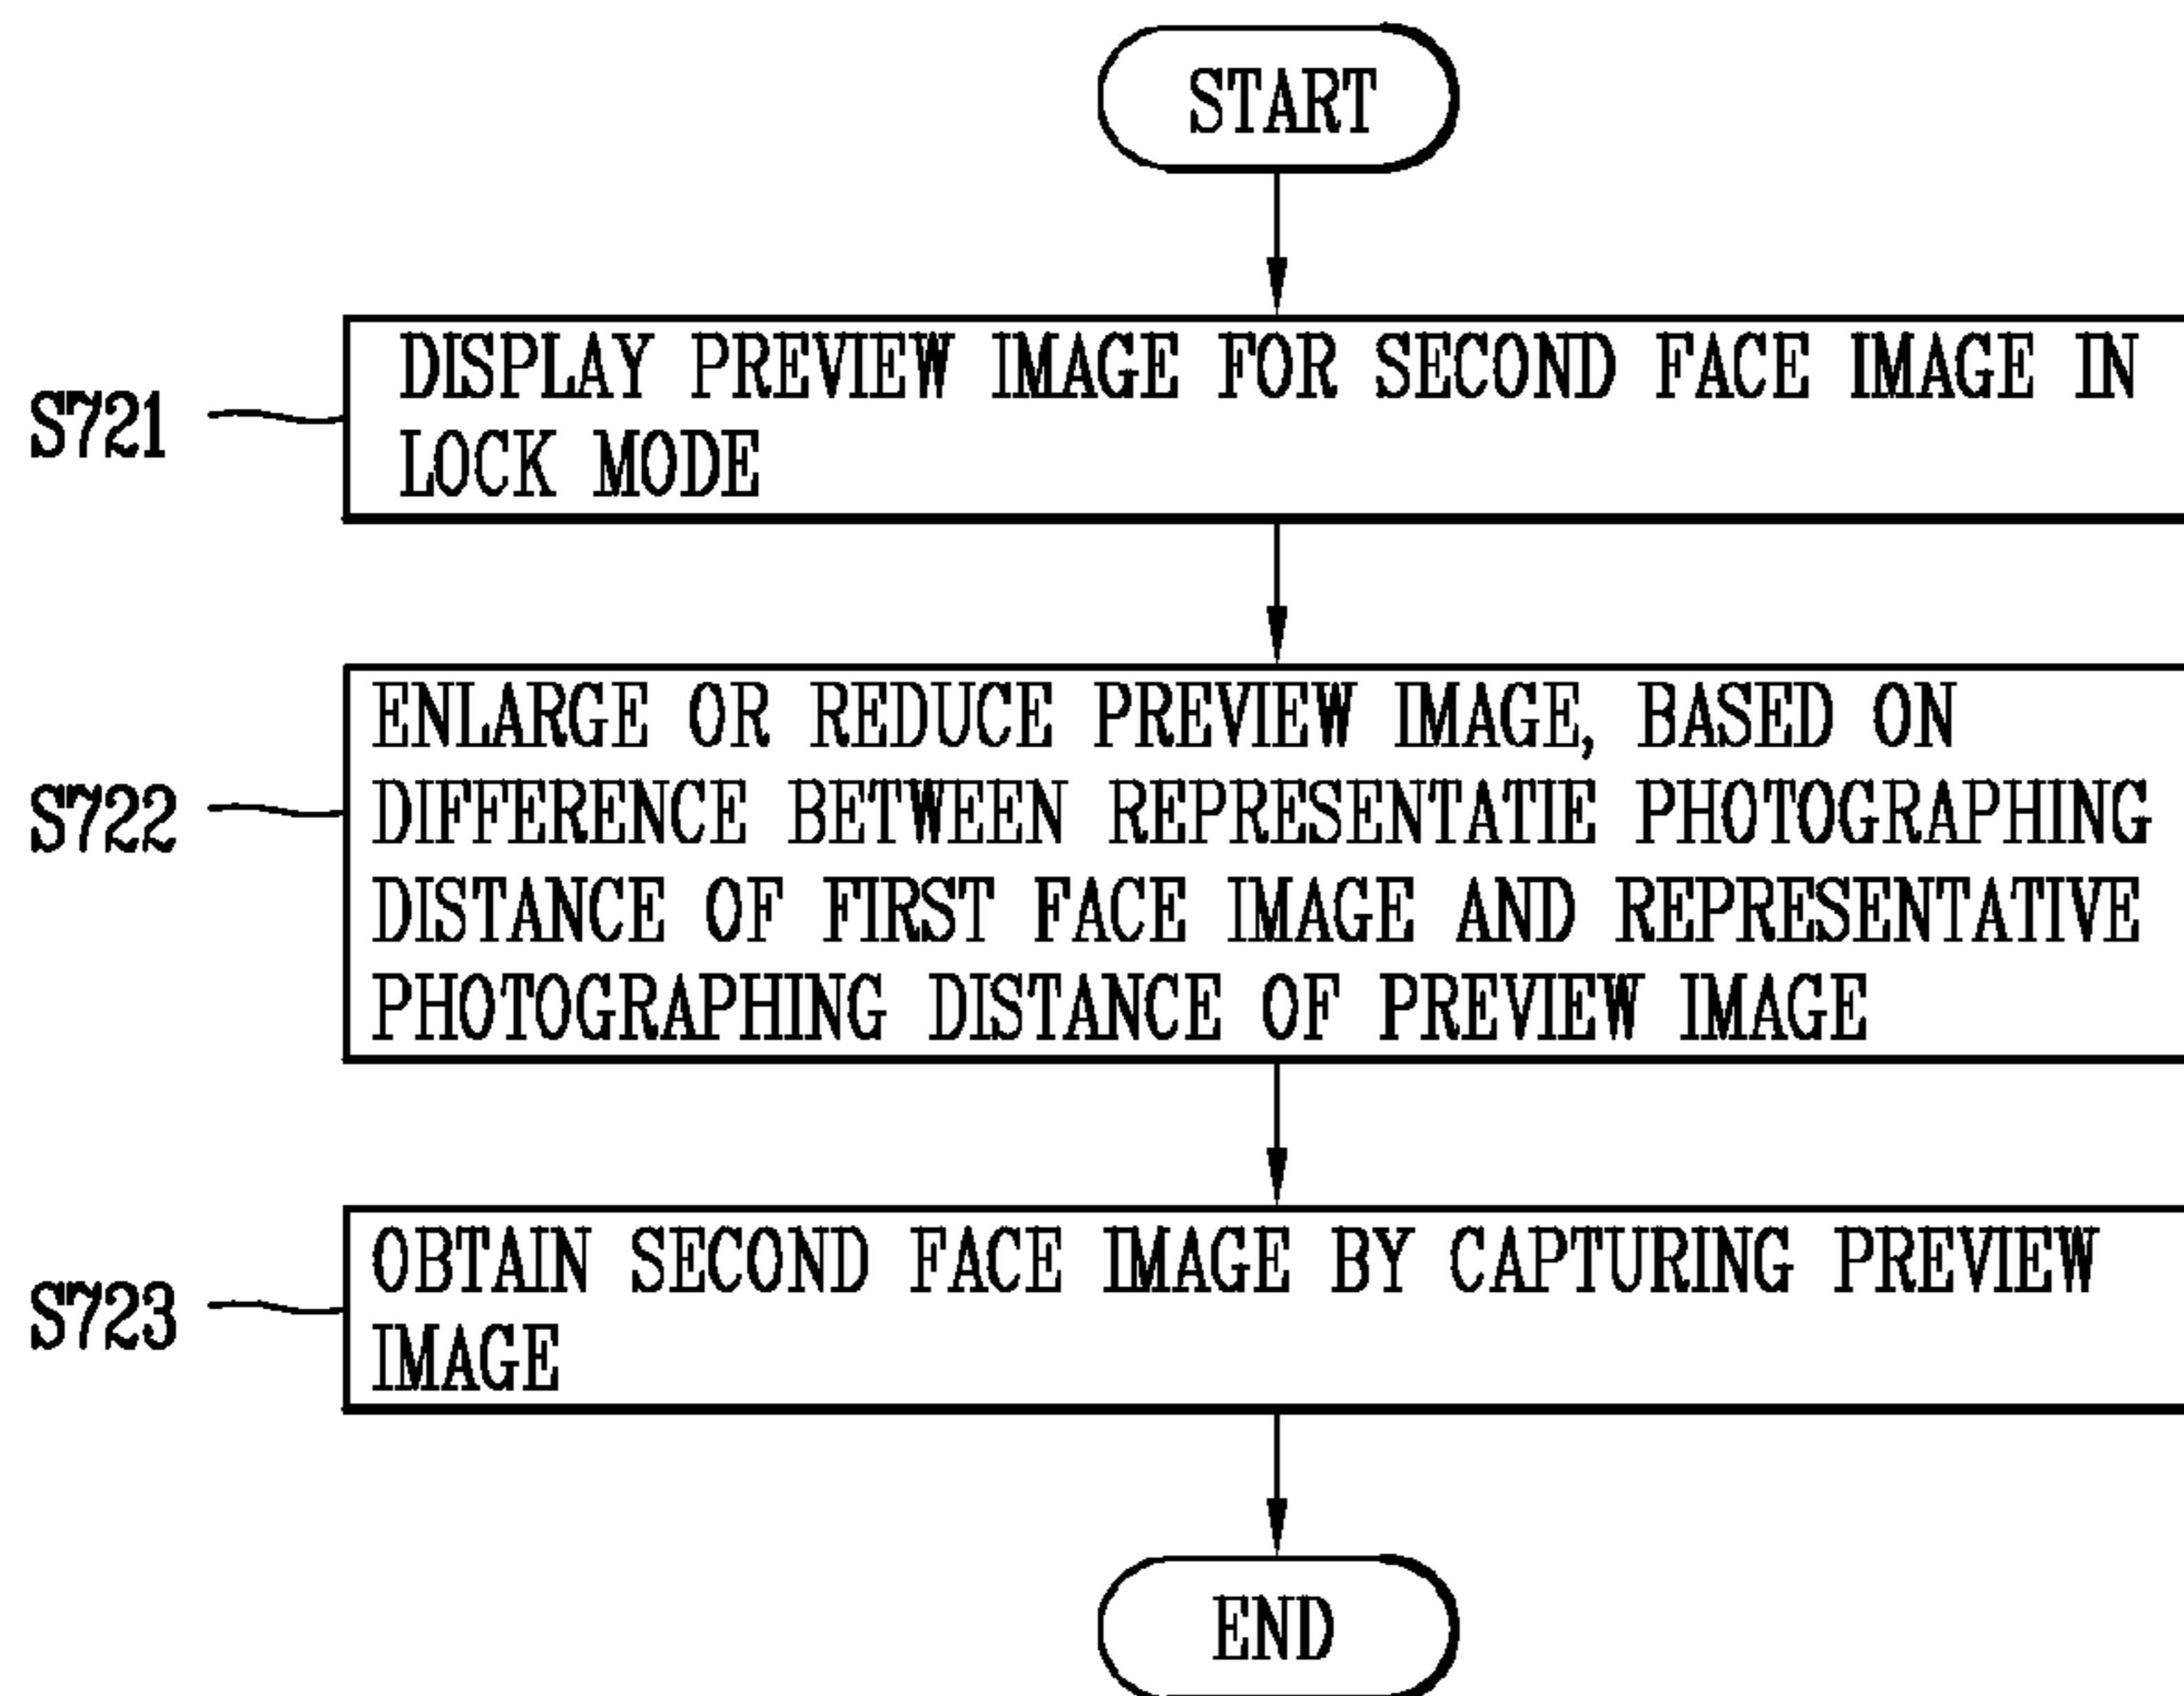 START
S721
DISPLAY PREVIEW IMAGE FOR SECOND FACE IMAGE IN
LOCK MODE
S722
ENLARGE OR REDUCE PREVIEW IMAGE, BASED ON
DIFFERENCE BETWEEN REPRESENTATIE PHOTOGRAPHING
DISTANCE OF FIRST FACE IMAGE AND REPRESENTATIVE
PHOTOGRAPHING DISTANCE OF PREVIEW IMAGE
S723
OBTAIN SECOND FACE IMAGE BY CAPTURING PREVIEW
IMAGE
END